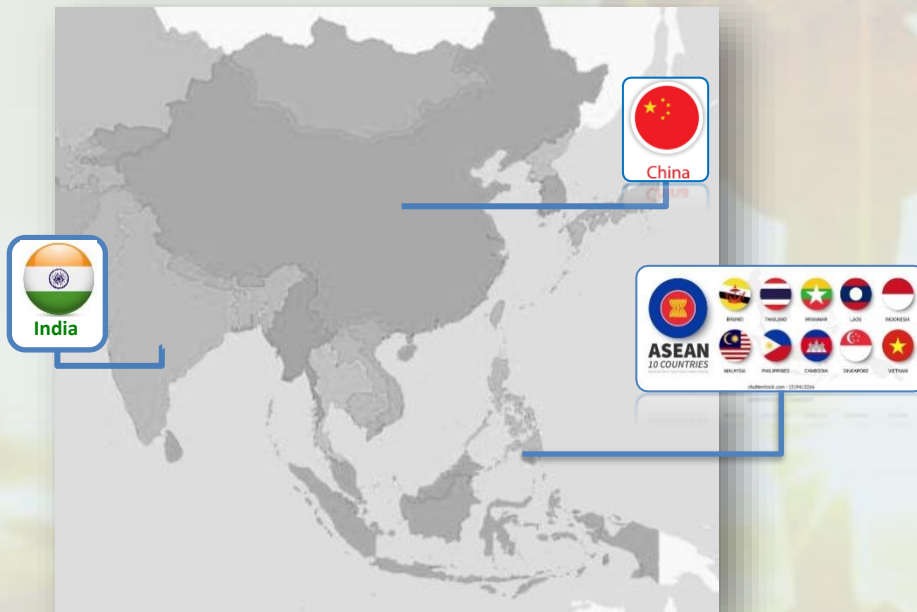 China
India
ASEAN
10 COUNTRIES
BRUNEI
THAILAND
MYANMAR
LAOS
INDONESIA
MALAYSIA
PHILIPPINES
CAMBODIA
SINGAPORE
VIETNAM